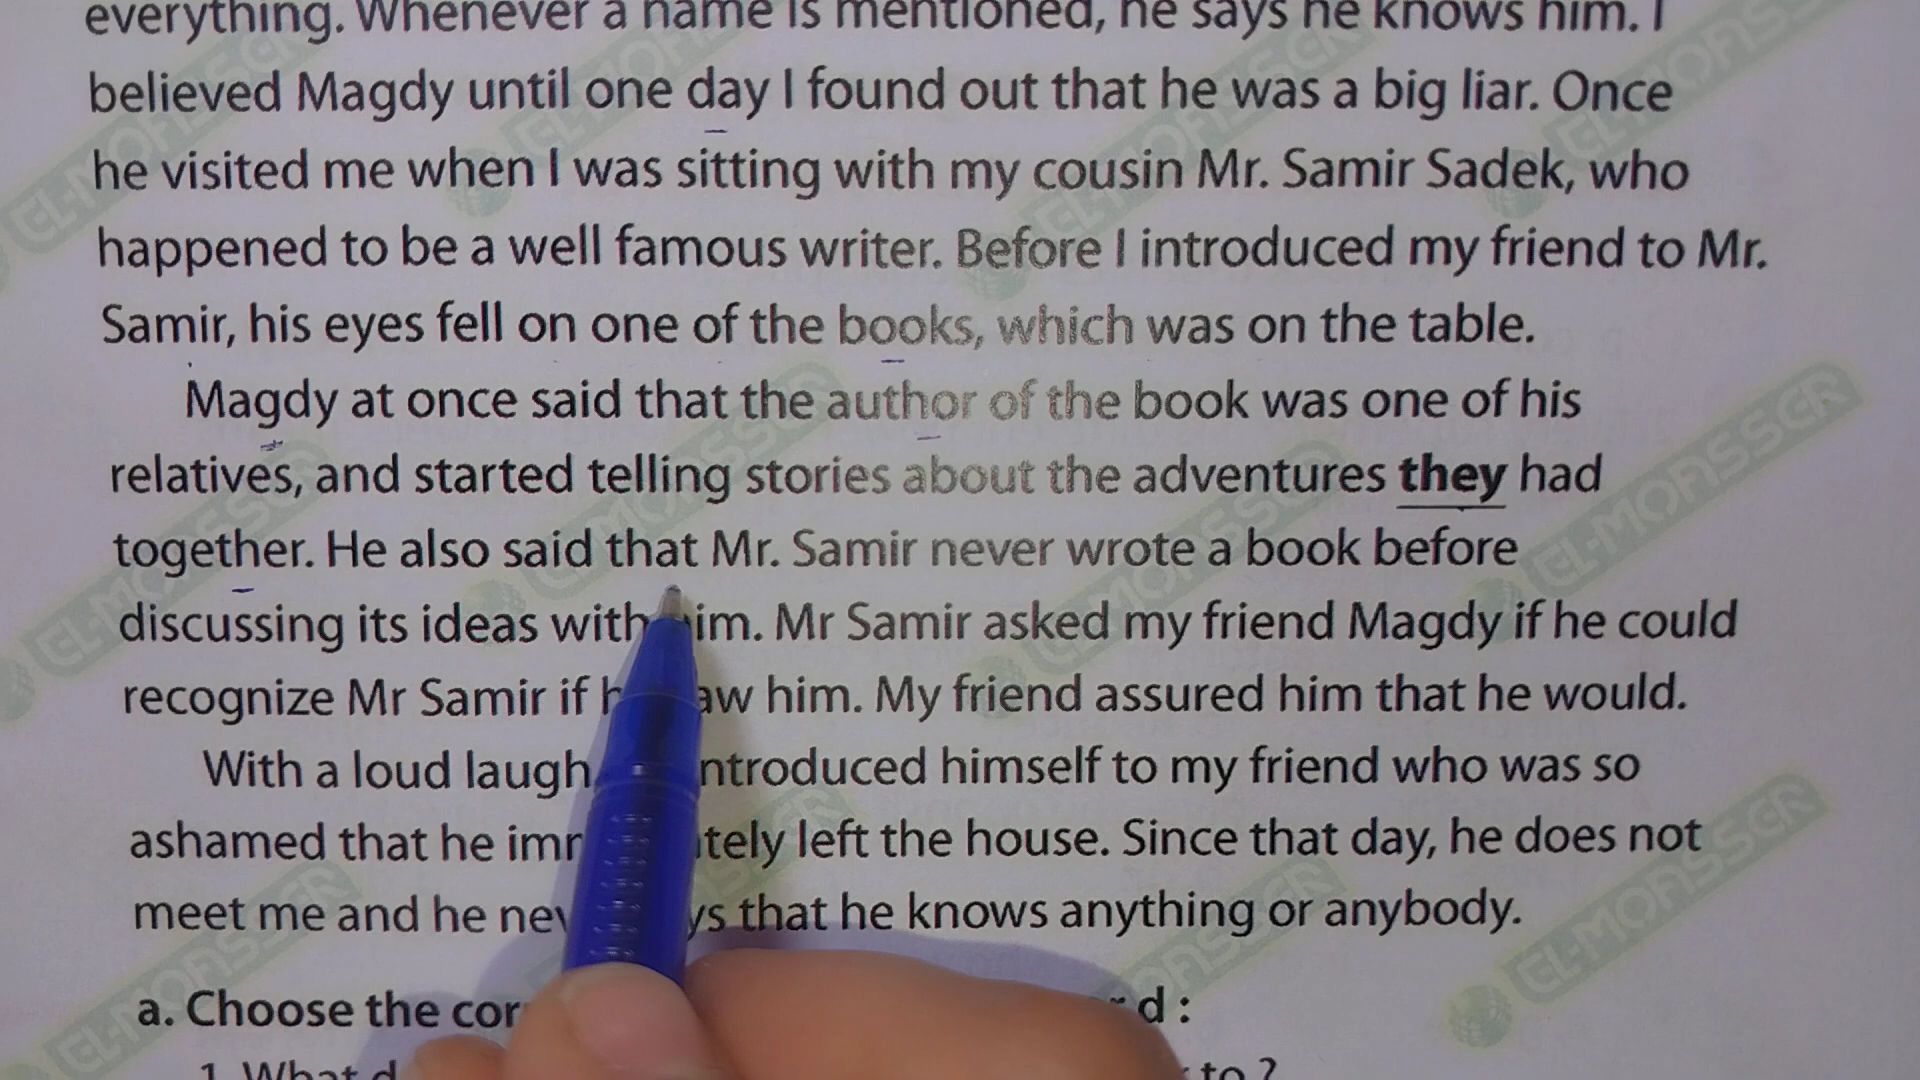 everything. Whenever a name is mentioned, he says he knows him. I
believed Magdy until one day I found out that he was a big liar. Once
he visited me when I was sitting with my cousin Mr. Samir Sadek, who
happened to be a well famous writer. Before I introduced my friend to Mr.
Samir, his eyes fell on one of the books, which was on the table.
Magdy at once said that the author of the book was one of his
relatives, and started telling stories about the adventures they had
together. He also said that Mr. Samir never wrote a book before
discussing its ideas with him. Mr Samir asked my friend Magdy if he could
recognize Mr Samir if him. My friend assured him that he would.
With a loud laugh introduced himself to my friend who was so
ashamed that he left the house. Since that day, he does not
meet me and he that he knows anything or anybody.
a. Choose the :
1. What to ?
EL-MOASSER